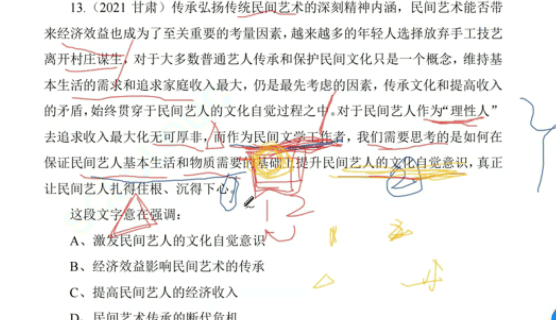 13.（2021 甘肃）传承弘扬传统民间艺术的深刻精神内涵，民间艺术能否带
来经济效益也成为了至关重要的考量因素，越来越多的年轻人选择放弃手工技艺
离开村庄谋生，对于大多数普通艺人传承和保护民间文化只是一个概念，维持基
本生活的需求和追求家庭收入最大，仍是最先考虑的因素，传承文化和提高收入
的矛盾，始终贯穿于民间艺人的文化自觉过程之中。对于民间艺人作为“理性人”
去追求收入最大化无可厚非，而作为民间文学工作者，我们需要思考的是如何在
保证民间艺人基本生活和物质需要的基础上提升民间艺人的文化自觉意识，真正
让民间艺人扎得住根、沉得下心。
① ②
这段文字意在强调：
1 2
A、激发民间艺人的文化自觉意识
B、经济效益影响民间艺术的传承
C、提高民间艺人的经济收入
D、民间艺术传承的断代危机